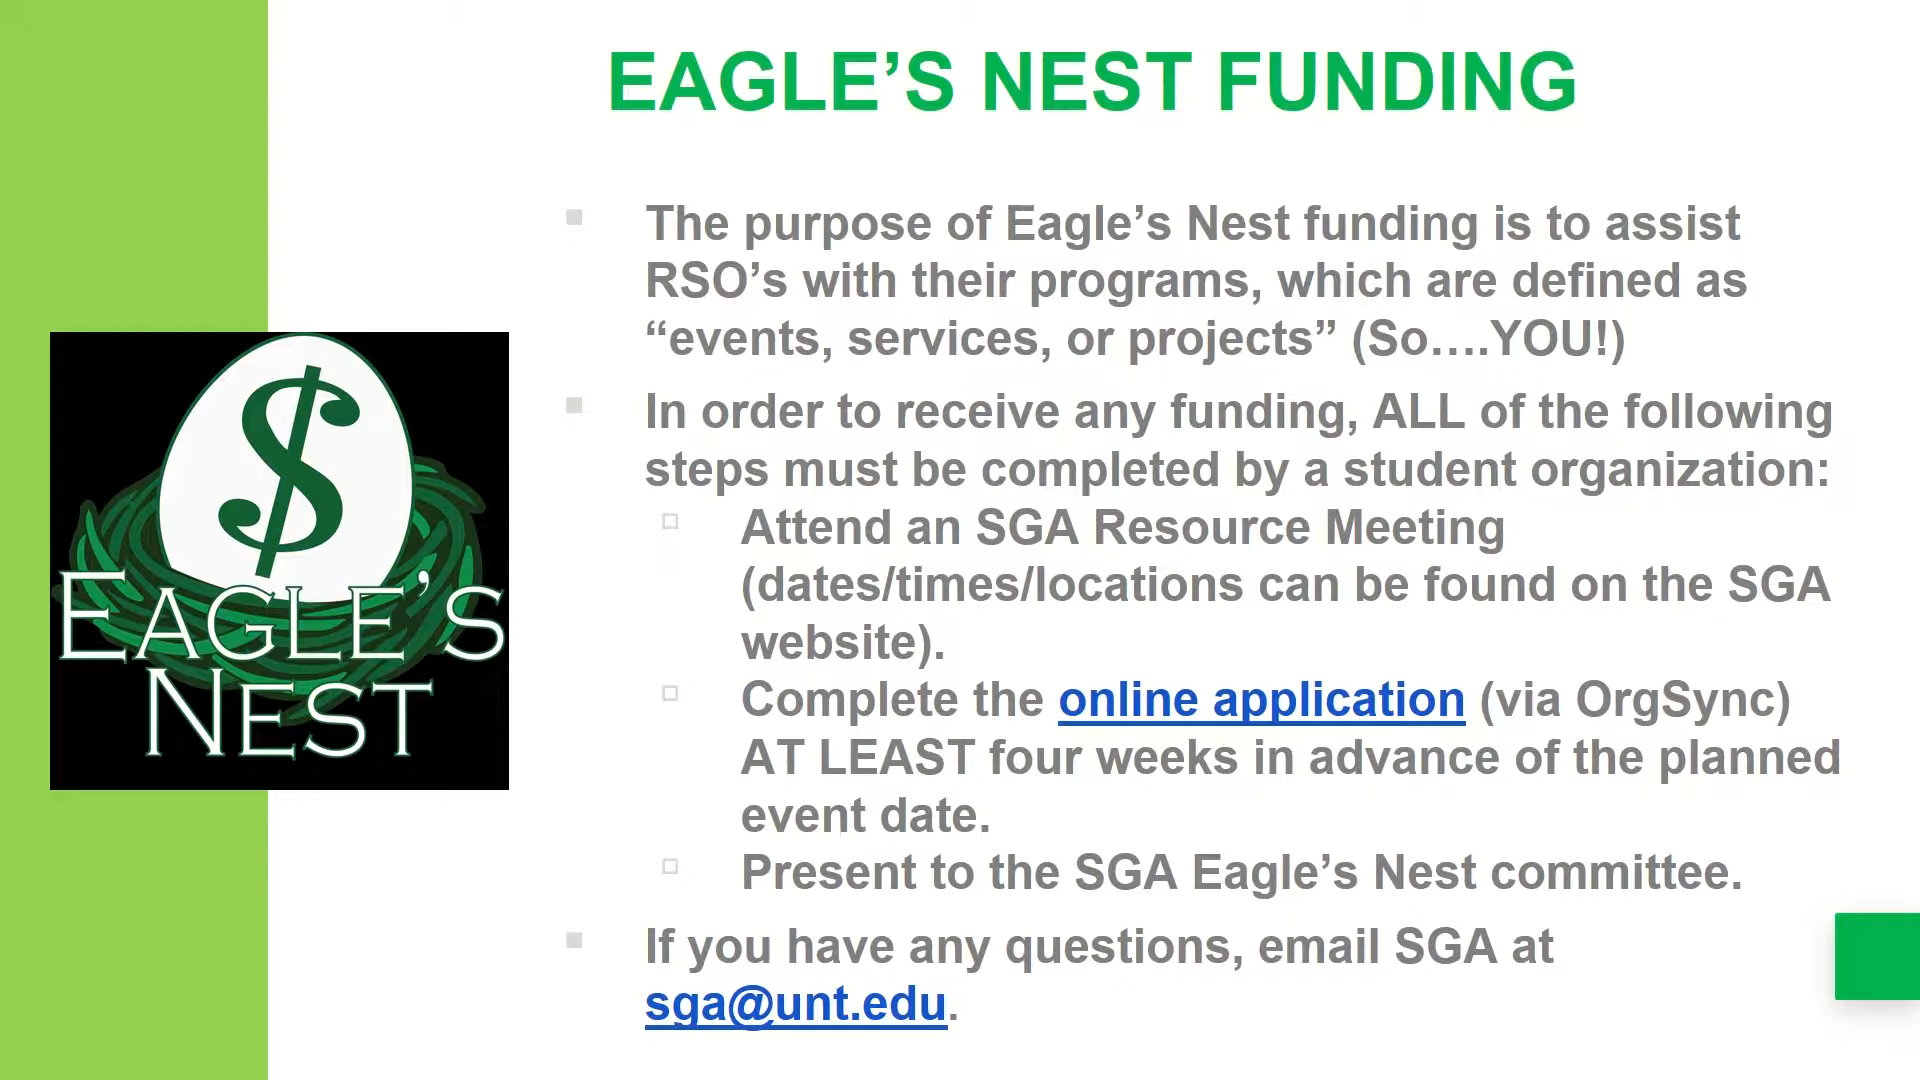 EAGLE’S NEST FUNDING
The purpose of Eagle’s Nest funding is to assist
RSO’s with their programs, which are defined as
“events, services, or projects” (So….YOU!)
In order to receive any funding, ALL of the following
steps must be completed by a student organization:
Attend an SGA Resource Meeting
(dates/times/locations can be found on the SGA
website).
Complete the online application (via OrgSync)
AT LEAST four weeks in advance of the planned
event date.
Present to the SGA Eagle’s Nest committee.
If you have any questions, email SGA at
sga@unt.edu.
$
EAGLE’S
NEST